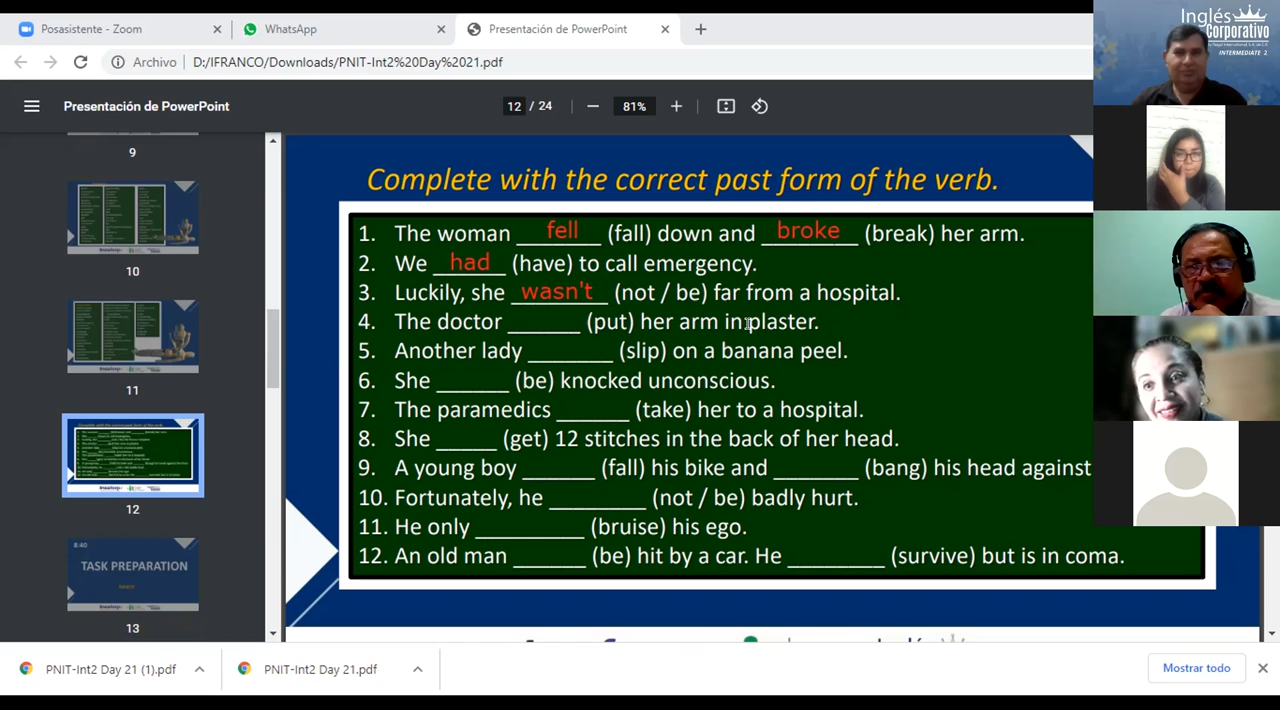 Posasistente - Zoom
WhatsApp
Presentación de PowerPoint
Archivo
D:/IFRANCO/Downloads/PNIT-Int2%20Day%2021.pdf
Presentación de PowerPoint
12 / 24
81%
Inglés
Corporativo
INTERMEDIATE 2
9
10
11
12
8:40
TASK PREPARATION
13
Complete with the correct past form of the verb.
1. The woman fell (fall) down and broke (break) her arm.
2. We had (have) to call emergency.
3. Luckily, she wasn't (not / be) far from a hospital.
4. The doctor ______ (put) her arm in plaster.
5. Another lady _______ (slip) on a banana peel.
6. She ______ (be) knocked unconscious.
7. The paramedics ______ (take) her to a hospital.
8. She _____ (get) 12 stitches in the back of her head.
9. A young boy ______ (fall) his bike and _______ (bang) his head against
10. Fortunately, he ________ (not / be) badly hurt.
11. He only _________ (bruise) his ego.
12. An old man ______ (be) hit by a car. He ________ (survive) but is in coma.
PNIT-Int2 Day 21 (1).pdf
PNIT-Int2 Day 21.pdf
Mostrar todo